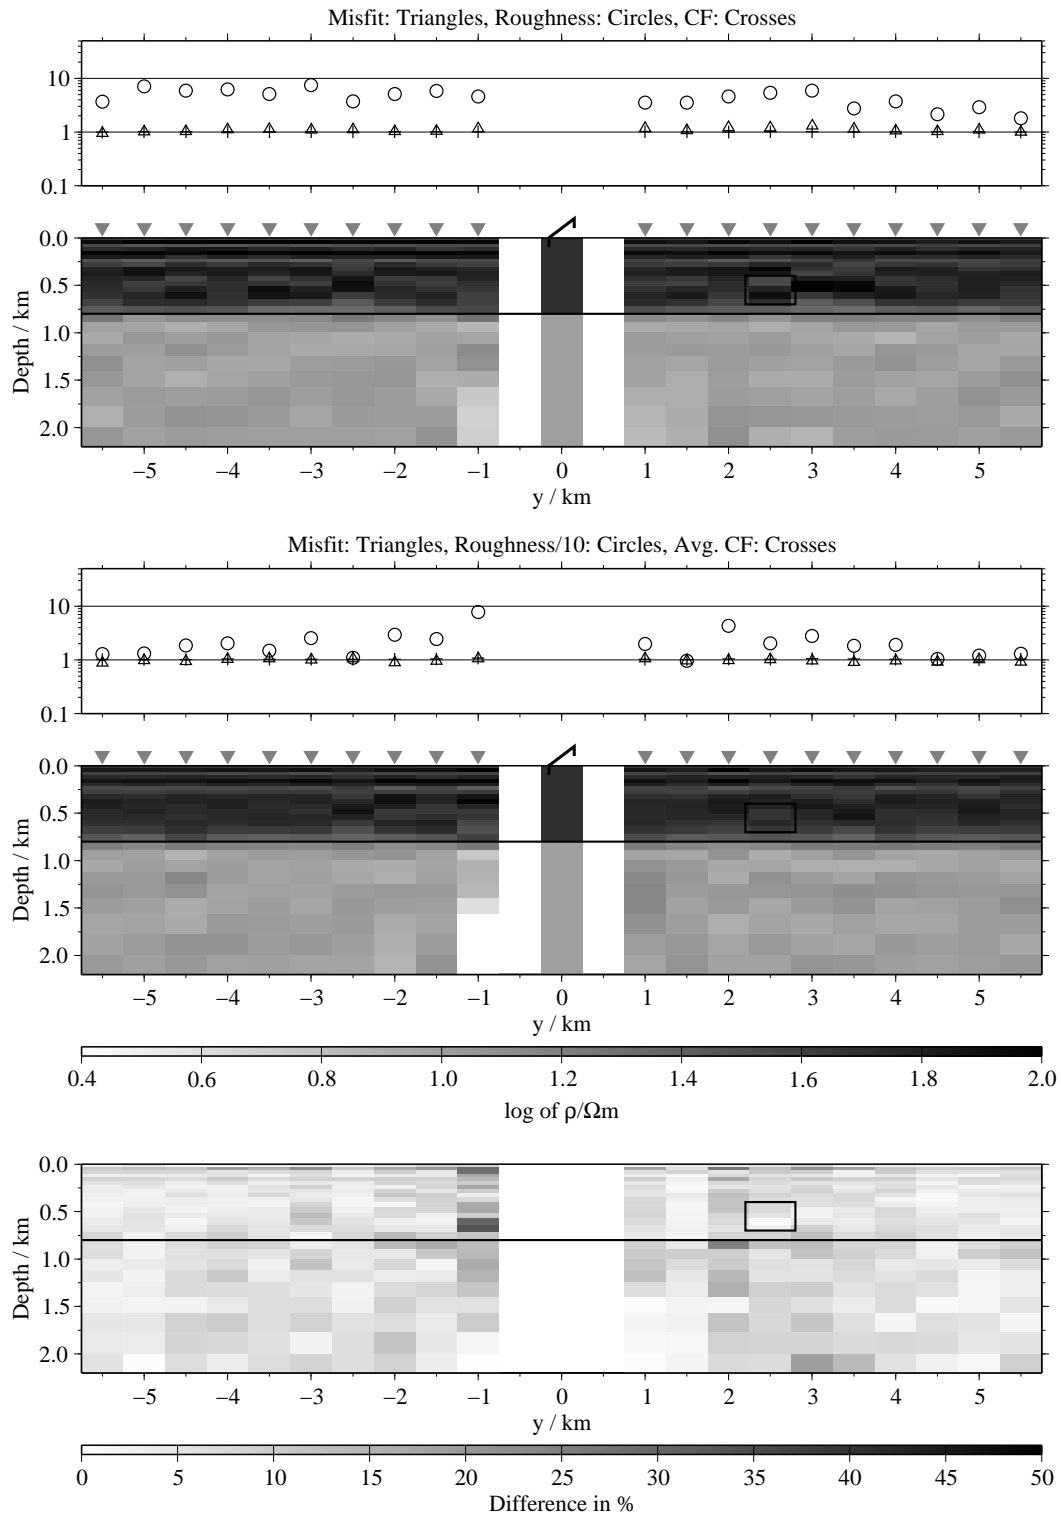 Misfit: Triangles, Roughness: Circles, CF: Crosses
10
1
0.1
0.0
0.5
1.0
1.5
2.0
Depth / km
−5 −4 −3 −2 −1 0 1 2 3 4 5
y / km
Misfit: Triangles, Roughness/10: Circles, Avg. CF: Crosses
10
1
0.1
0.0
0.5
1.0
1.5
2.0
Depth / km
−5 −4 −3 −2 −1 0 1 2 3 4 5
y / km
0.4 0.6 0.8 1.0 1.2 1.4 1.6 1.8 2.0
log of ρ/Ωm
0.0
0.5
1.0
1.5
2.0
Depth / km
−5 −4 −3 −2 −1 0 1 2 3 4 5
y / km
0 5 10 15 20 25 30 35 40 45 50
Difference in %